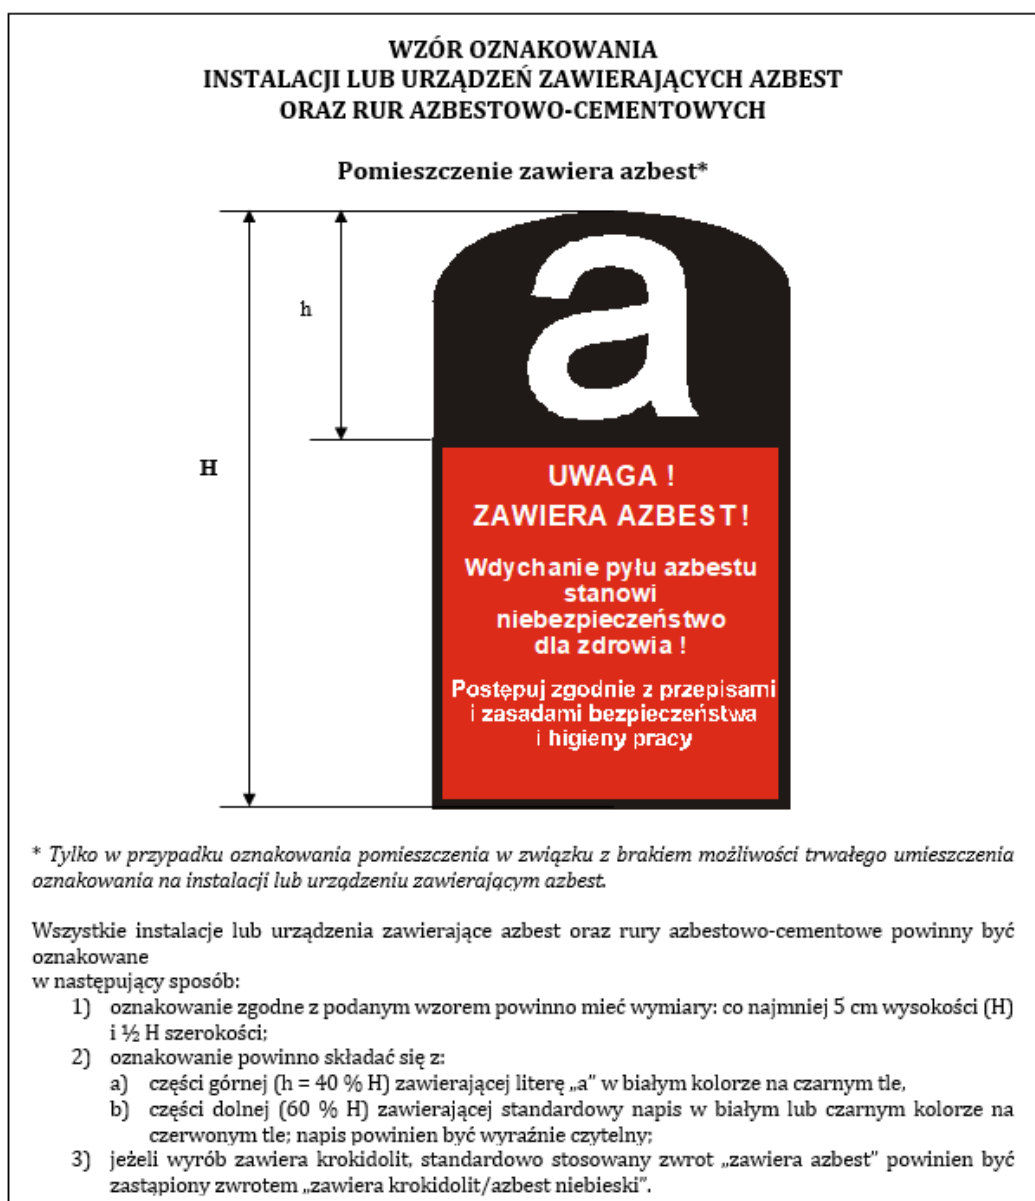 WZÓR OZNAKOWANIA
INSTALACJI LUB URZĄDZEŃ ZAWIERAJĄCYCH AZBEST
ORAZ RUR AZBESTOWO-CEMENTOWYCH
Pomieszczenie zawiera azbest*
h
H
a
UWAGA !
ZAWIERA AZBEST!
Wdychanie pyłu azbestu
stanowi
niebezpieczeństwo
dla zdrowia !
Postępuj zgodnie z przepisami
i zasadami bezpieczeństwa
i higieny pracy
* Tylko w przypadku oznakowania pomieszczenia w związku z brakiem możliwości trwałego umieszczenia
oznakowania na instalacji lub urządzeniu zawierającym azbest.
Wszystkie instalacje lub urządzenia zawierające azbest oraz rury azbestowo-cementowe powinny być
oznakowane
w następujący sposób:
1) oznakowanie zgodne z podanym wzorem powinno mieć wymiary: co najmniej 5 cm wysokości (H)
i ½ H szerokości;
2) oznakowanie powinno składać się z:
a) części górnej (h = 40 % H) zawierającej literę „a" w białym kolorze na czarnym tle,
b) części dolnej (60 % H) zawierającej standardowy napis w białym lub czarnym kolorze na
czerwonym tle; napis powinien być wyraźnie czytelny;
3) jeżeli wyrób zawiera krokidolit, standardowo stosowany zwrot „zawiera azbest" powinien być
zastąpiony zwrotem „zawiera krokidolit/azbest niebieski".